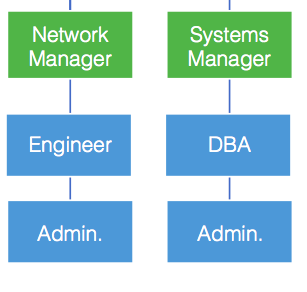 Network
Manager
Systems
Manager
Engineer
DBA
Admin.
Admin.